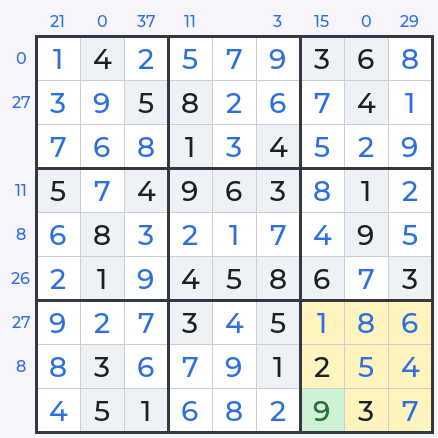 21 0 37 11 3 15 0 29
0 1 4 2 5 7 9 3 6 8
27 3 9 5 8 2 6 7 4 1
7 6 8 1 3 4 5 2 9
11 5 7 4 9 6 3 8 1 2
8 6 8 3 2 1 7 4 9 5
26 2 1 9 4 5 8 6 7 3
27 9 2 7 3 4 5 1 8 6
8 8 3 6 7 9 1 2 5 4
4 5 1 6 8 2 9 3 7